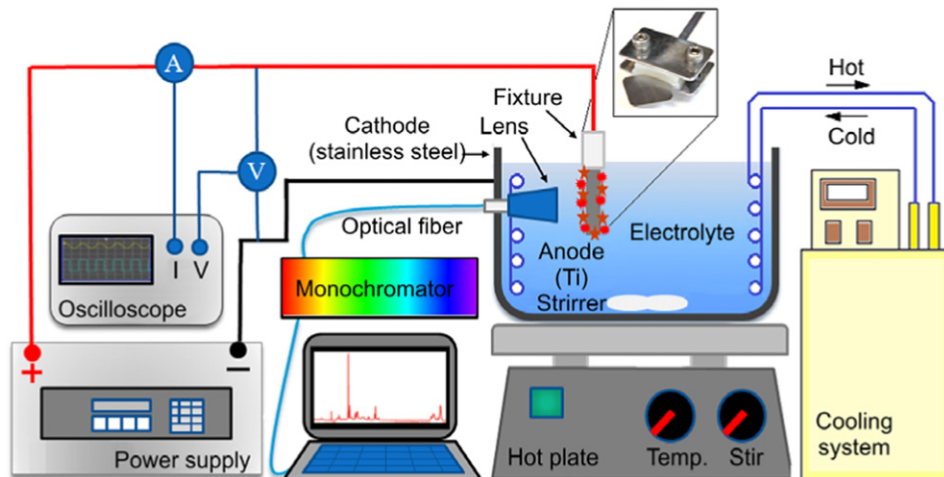 A
Fixture
Lens
Cathode
(stainless steel)
Hot
Cold
V
Optical fiber
I V
Oscilloscope
Anode
(Ti)
Electrolyte
Strirrer
Monochromator
+
−
Power supply
Hot plate
Temp.
Stir
Cooling
system